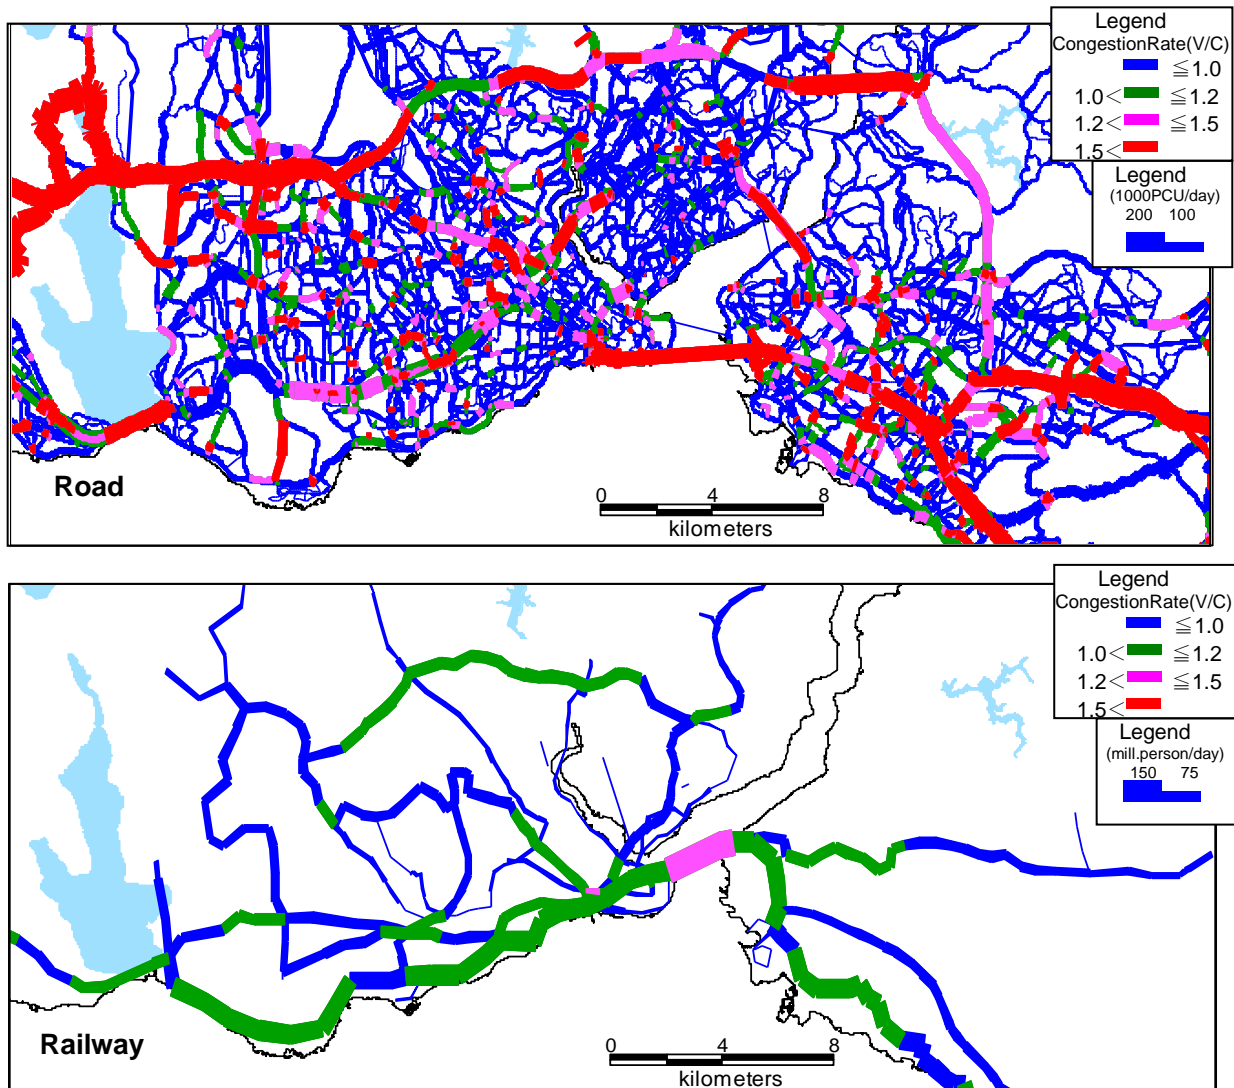 Legend
CongestionRate(V/C)
≦1.0
1.0< ≦1.2
1.2< ≦1.5
1.5<
Legend
(1000PCU/day)
200 100
Road
0 4 8
kilometers
Legend
CongestionRate(V/C)
≦1.0
1.0< ≦1.2
1.2< ≦1.5
1.5<
Legend
(mill.person/day)
150 75
Railway
0 4 8
kilometers